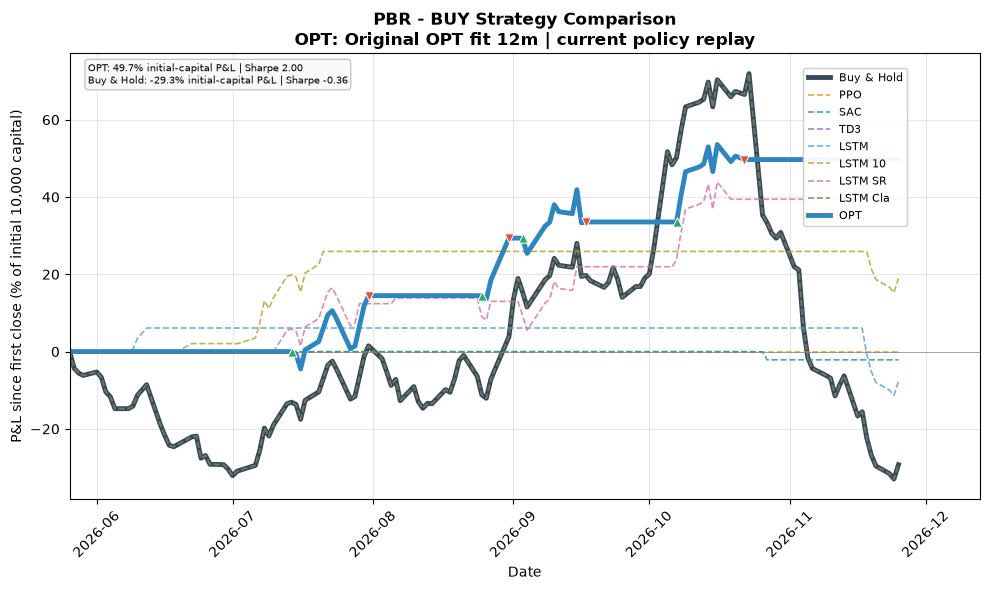 PBR - BUY Strategy Comparison
OPT: Original OPT fit 12m | current policy replay
OPT: 49.7% initial-capital P&L | Sharpe 2.00
Buy & Hold: -29.3% initial-capital P&L | Sharpe -0.36
Buy & Hold
PPO
SAC
TD3
LSTM
LSTM 10
LSTM SR
LSTM Cla
OPT
P&L since first close (% of initial 10,000 capital)
60
40
20
0
−20
2026-06
2026-07
2026-08
2026-09
2026-10
2026-11
2026-12
Date